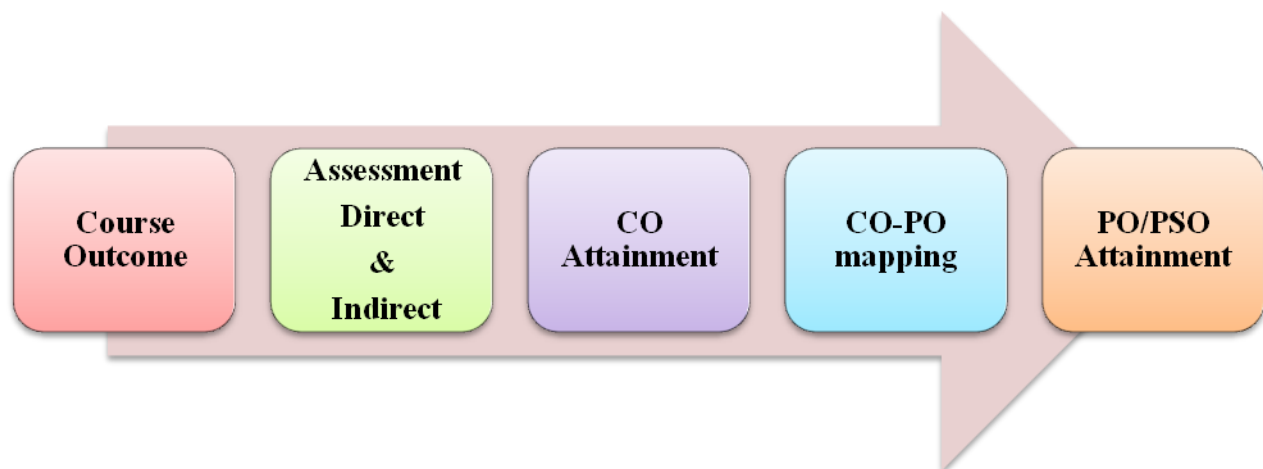 Course
Outcome
Assessment
Direct
&
Indirect
CO
Attainment
CO-PO
mapping
PO/PSO
Attainment